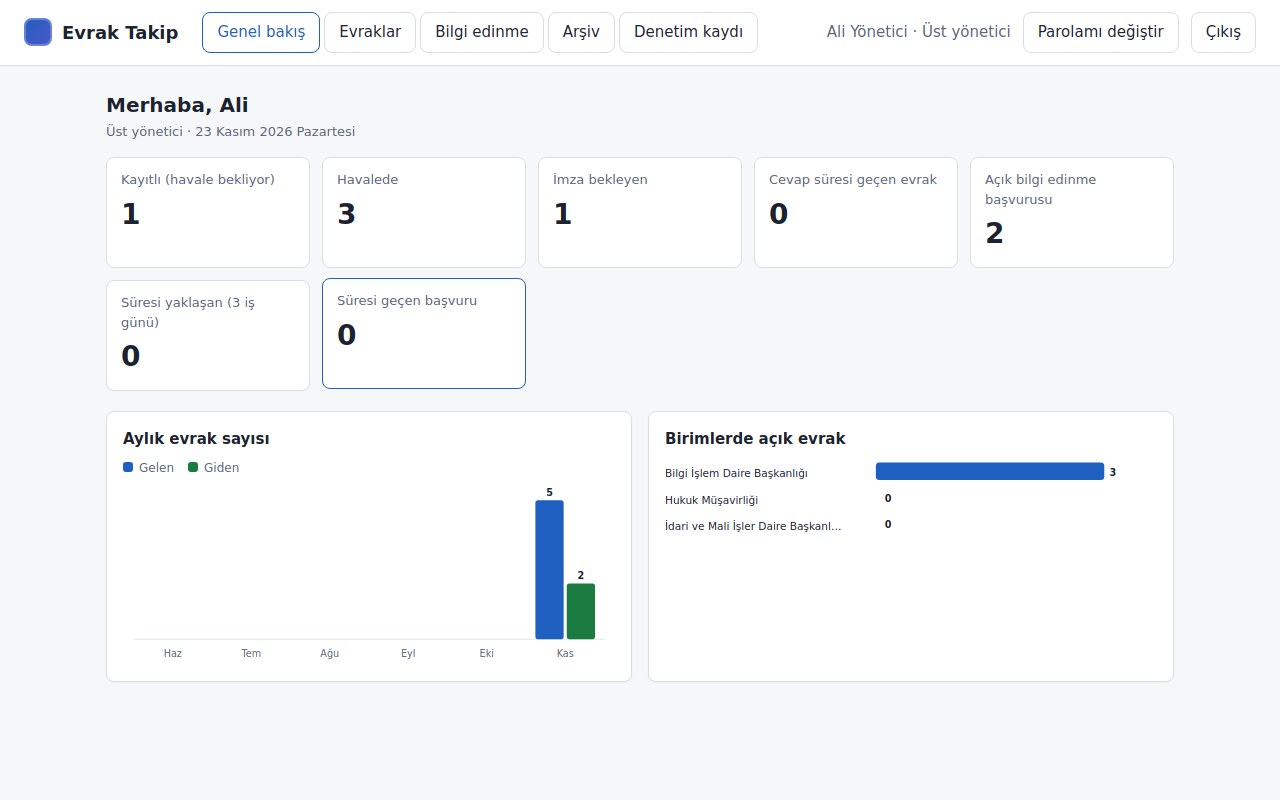 Evrak Takip
Genel bakış
Evraklar
Bilgi edinme
Arşiv
Denetim kaydı
Ali Yönetici · Üst yönetici
Parolamı değiştir
Çıkış
Merhaba, Ali
Üst yönetici · 23 Kasım 2026 Pazartesi
Kayıtlı (havale bekliyor)
1
Havalede
3
İmza bekleyen
1
Cevap süresi geçen evrak
0
Açık bilgi edinme
başvurusu
2
Süresi yaklaşan (3 iş
günü)
0
Süresi geçen başvuru
0
Aylık evrak sayısı
Gelen
Giden
5
2
Haz
Tem
Ağu
Eyl
Eki
Kas
Birimlerde açık evrak
Bilgi İşlem Daire Başkanlığı
3
Hukuk Müşavirliği
0
İdari ve Mali İşler Daire Başkanl…
0